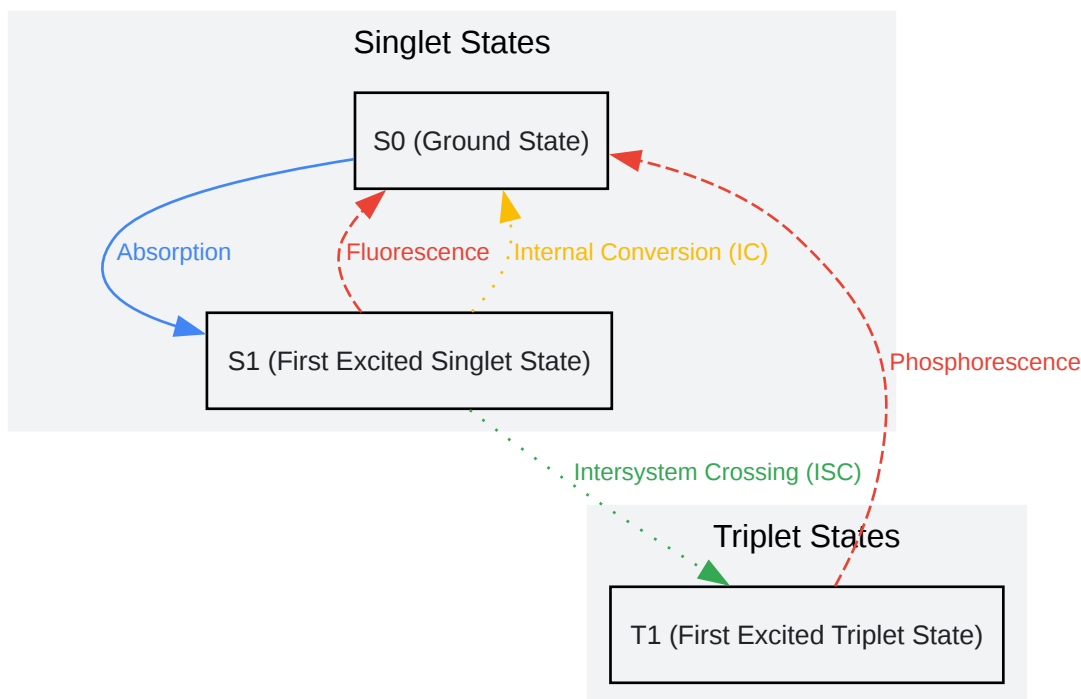 Singlet States
S0 (Ground State)
Absorption
Fluorescence
Internal Conversion (IC)
S1 (First Excited Singlet State)
Phosphorescence
Intersystem Crossing (ISC)
Triplet States
T1 (First Excited Triplet State)